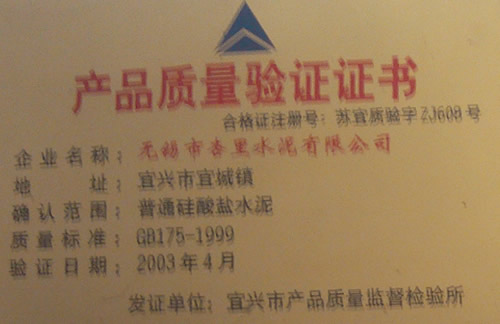 产品质量验证证书
合格证注册号：苏宜质验字ZJ608号
企业名称：无锡市杏里水泥有限公司
地 址：宜兴市宜城镇
确认范围：普通硅酸盐水泥
质量标准：GB175-1999
验证日期：2003年4月
发证单位：宜兴市产品质量监督检验所